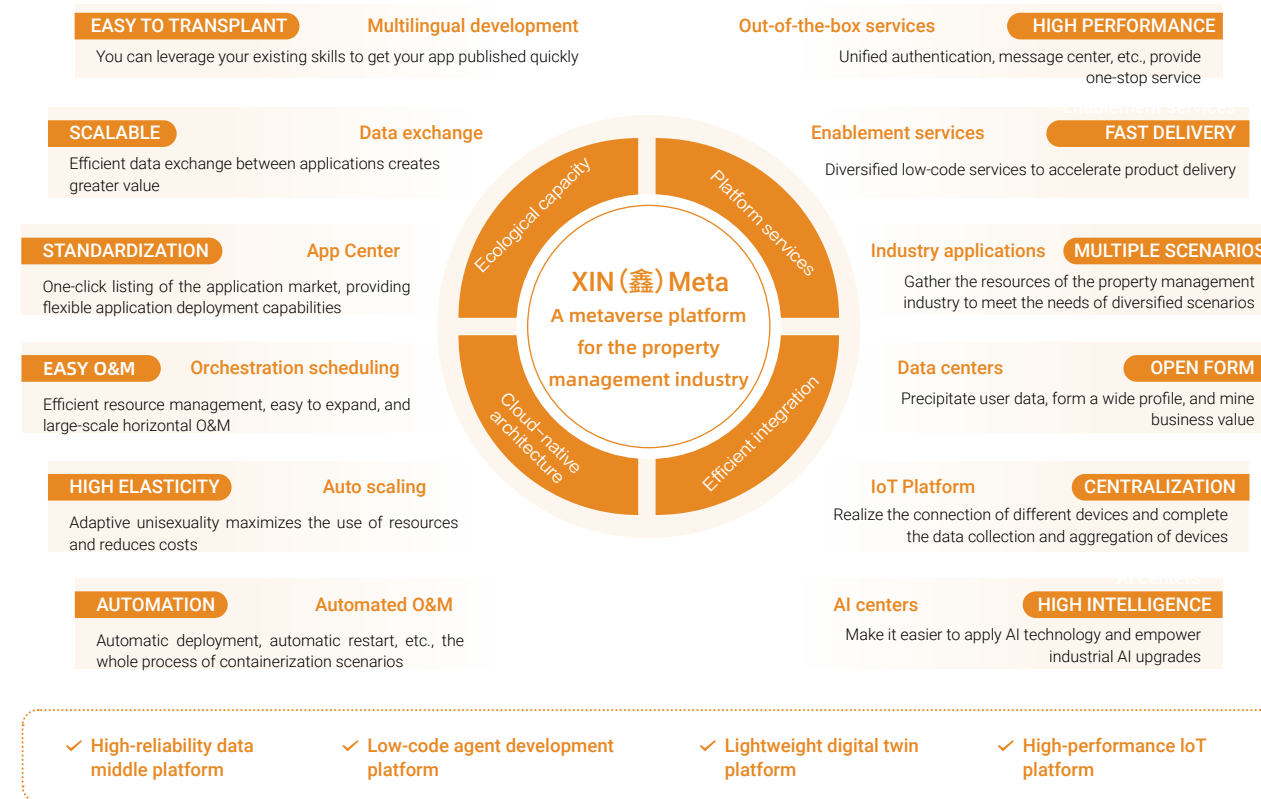 EASY TO TRANSPLANT
Multilingual development
You can leverage your existing skills to get your app published quickly
SCALABLE
Data exchange
Efficient data exchange between applications creates
greater value
STANDARDIZATION
App Center
One-click listing of the application market, providing
flexible application deployment capabilities
EASY O&M
Orchestration scheduling
Efficient resource management, easy to expand, and
large-scale horizontal O&M
HIGH ELASTICITY
Auto scaling
Adaptive unisexuality maximizes the use of resources
and reduces costs
AUTOMATION
Automated O&M
Automatic deployment, automatic restart, etc., the
whole process of containerization scenarios
Ecological capacity
Platform services
XIN（鑫）Meta
A metaverse platform
for the property
management industry
Cloud-native
architecture
Efficient integration
Out-of-the-box services
HIGH PERFORMANCE
Unified authentication, message center, etc., provide
one-stop service
Enablement services
Enablement services
FAST DELIVERY
Diversified low-code services to accelerate product delivery
Industry applications
MULTIPLE SCENARIOS
Gather the resources of the property management
industry to meet the needs of diversified scenarios
Data centers
OPEN FORM
Precipitate user data, form a wide profile, and mine
business value
IoT Platform
CENTRALIZATION
Realize the connection of different devices and complete
the data collection and aggregation of devices
AI centers
AI centers
HIGH INTELLIGENCE
Make it easier to apply AI technology and empower
industrial AI upgrades
High-reliability data
middle platform
Low-code agent development
platform
Lightweight digital twin
platform
High-performance IoT
platform